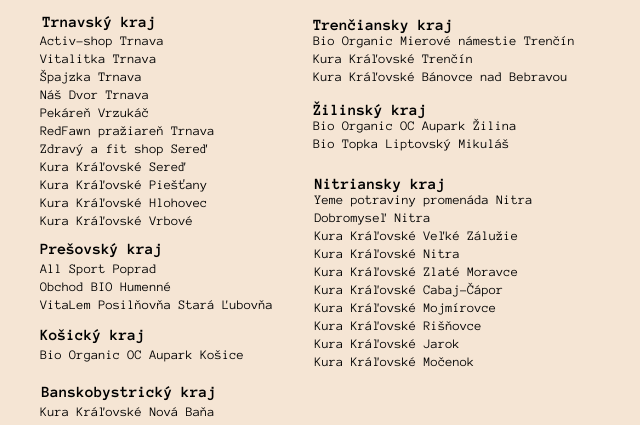 Trnavský kraj
Activ-shop Trnava
Vitalitka Trnava
Špajzka Trnava
Náš Dvor Trnava
Pekáreň Vrzukáč
RedFawn pražiareň Trnava
Zdravý a fit shop Sereď
Kura Kráľovské Sereď
Kura Kráľovské Piešťany
Kura Kráľovské Hlohovec
Kura Kráľovské Vrbové
Prešovský kraj
All Sport Poprad
Obchod BIO Humenné
VitaLem Posilňovňa Stará Ľubovňa
Košický kraj
Bio Organic OC Aupark Košice
Banskobystrický kraj
Kura Kráľovské Nová Baňa
Trenčiansky kraj
Bio Organic Mierové námestie Trenčín
Kura Kráľovské Trenčín
Kura Kráľovské Bánovce nad Bebravou
Žilinský kraj
Bio Organic OC Aupark Žilina
Bio Topka Liptovský Mikuláš
Nitriansky kraj
Yeme potraviny promenáda Nitra
Dobromyseľ Nitra
Kura Kráľovské Veľké Zálužie
Kura Kráľovské Nitra
Kura Kráľovské Zlaté Moravce
Kura Kráľovské Cabaj-Čápor
Kura Kráľovské Mojmírovce
Kura Kráľovské Rišňovce
Kura Kráľovské Jarok
Kura Kráľovské Močenok